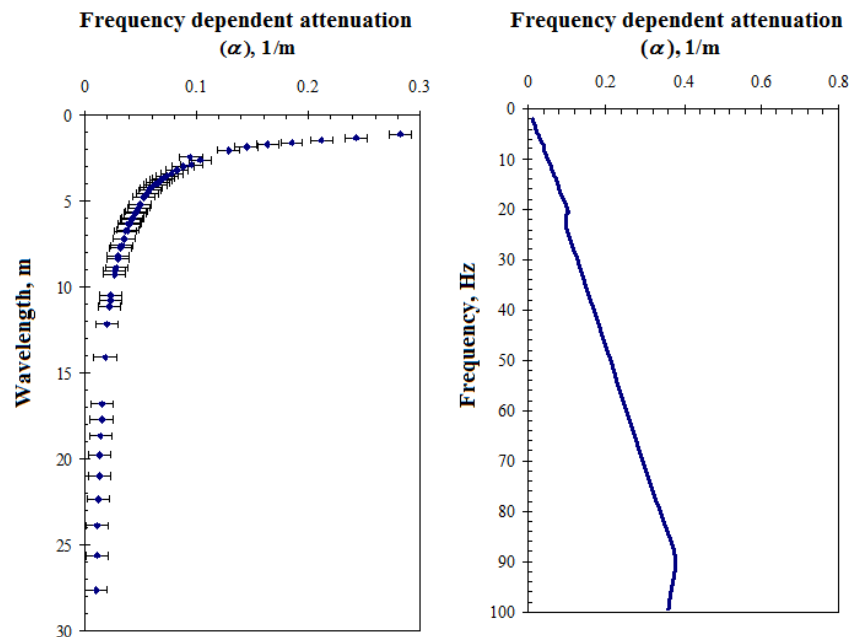 Frequency dependent attenuation
(α), 1/m
0 0.1 0.2 0.3
0
5
10
15
20
25
30
Wavelength, m
Frequency dependent attenuation
(α), 1/m
0 0.2 0.4 0.6 0.8
0
10
20
30
40
50
60
70
80
90
100
Frequency, Hz